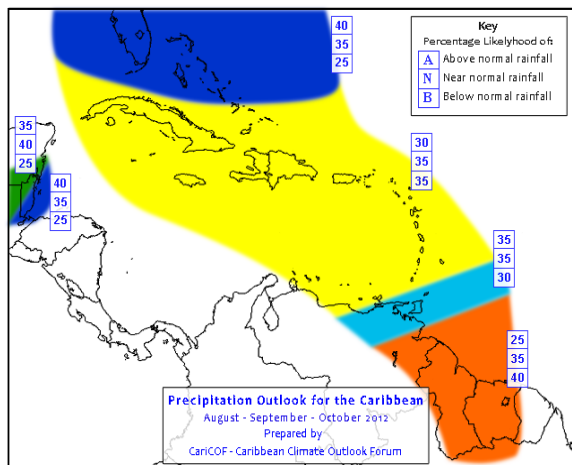 40
35
25
Key
Percentage Likelyhood of:
A Above normal rainfall
N Near normal rainfall
B Below normal rainfall
35
40
25
40
35
25
30
35
35
35
35
30
25
35
40
Precipitation Outlook for the Caribbean
August - September - October 2012
Prepared by
CariCOF - Caribbean Climate Outlook Forum